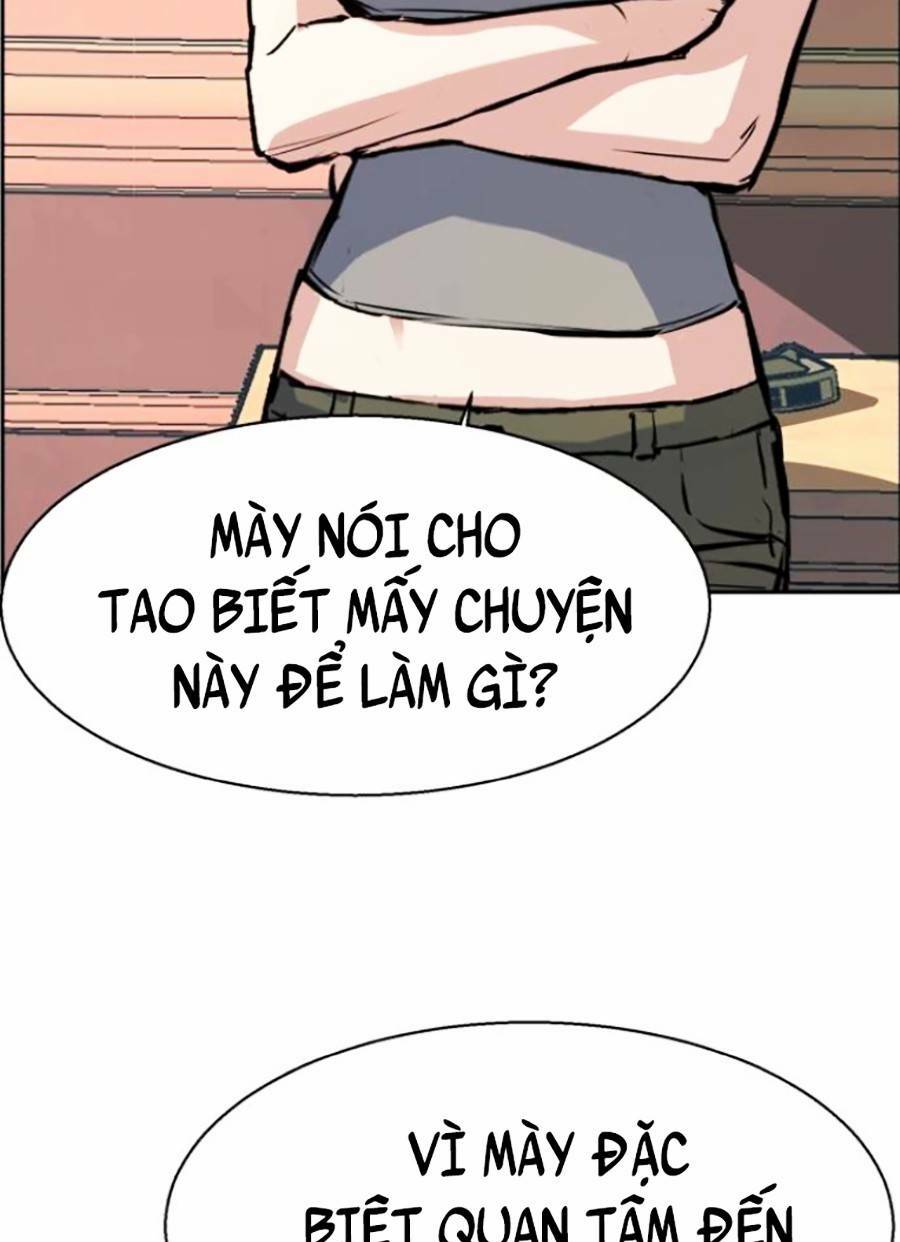 MÀY NÓI CHO
TAO BIẾT MẤY CHUYỆN
NÀY ĐỂ LÀM GÌ?
VÌ MÀY ĐẶC
BIỆT QUAN TÂM ĐẾN